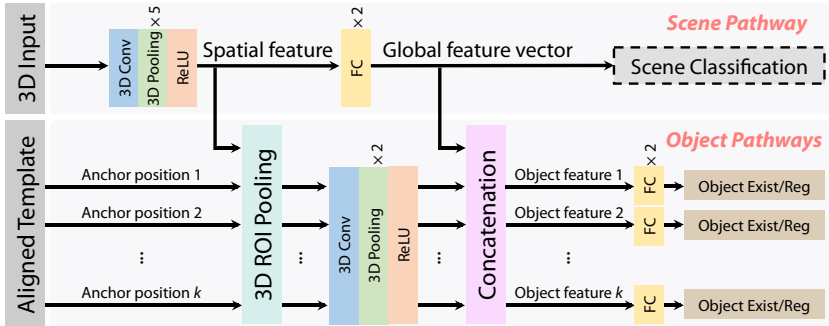 Scene Pathway
3D Input
3D Conv
3D Pooling
ReLU
× 5
Spatial feature
FC
× 2
Global feature vector
Scene Classification
Object Pathways
Aligned Template
Anchor position 1
Anchor position 2
...
Anchor position k
3D ROI Pooling
...
3D Conv
3D Pooling
ReLU
× 2
...
Concatenation
Object feature 1
Object feature 2
...
Object feature k
FC
× 2
FC
...
FC
Object Exist/Reg
Object Exist/Reg
...
Object Exist/Reg